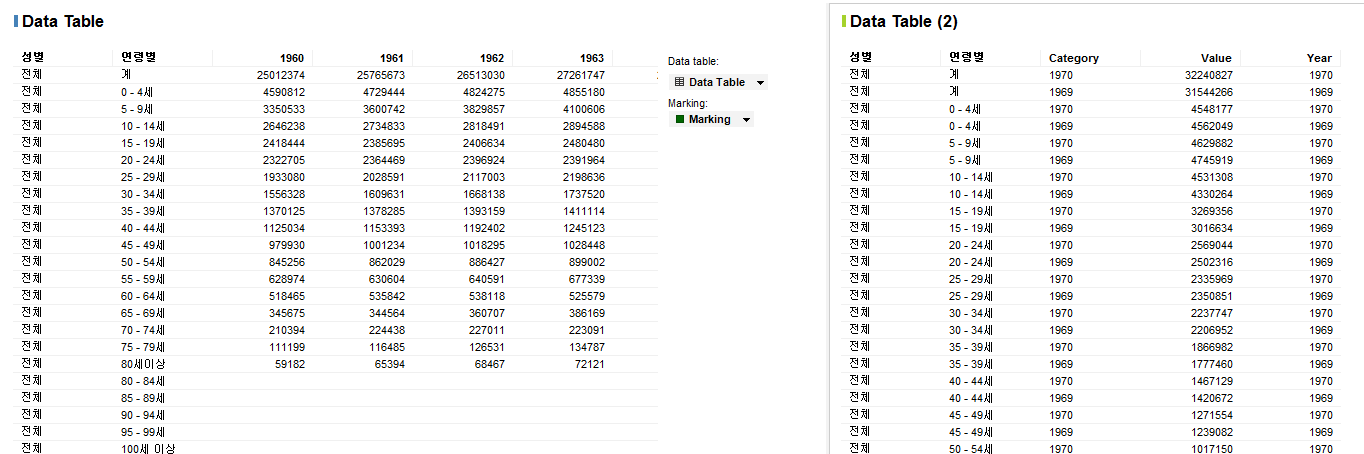 Data Table
성별 연령별 1960 1961 1962 1963
전체 계 25012374 25765673 26513030 27261747
전체 0 - 4세 4590812 4729444 4824275 4855180
전체 5 - 9세 3350533 3600742 3829857 4100606
전체 10 - 14세 2646238 2734833 2818491 2894588
전체 15 - 19세 2418444 2385695 2406634 2480480
전체 20 - 24세 2322705 2364469 2396924 2391964
전체 25 - 29세 1933080 2028591 2117003 2198636
전체 30 - 34세 1556328 1609631 1668138 1737520
전체 35 - 39세 1370125 1378285 1393159 1411114
전체 40 - 44세 1125034 1153393 1192402 1245123
전체 45 - 49세 979930 1001234 1018295 1028448
전체 50 - 54세 845256 862029 886427 899002
전체 55 - 59세 628974 630604 640591 677339
전체 60 - 64세 518465 535842 538118 525579
전체 65 - 69세 345675 344564 360707 386169
전체 70 - 74세 210394 224438 227011 223091
전체 75 - 79세 111199 116485 126531 134787
전체 80세이상 59182 65394 68467 72121
전체 80 - 84세
전체 85 - 89세
전체 90 - 94세
전체 95 - 99세
전체 100세 이상
Data table:
Data Table
Marking:
Marking
Data Table (2)
성별 연령별 Category Value Year
전체 계 1970 32240827 1970
전체 계 1969 31544266 1969
전체 0 - 4세 1970 4548177 1970
전체 0 - 4세 1969 4562049 1969
전체 5 - 9세 1970 4629882 1970
전체 5 - 9세 1969 4745919 1969
전체 10 - 14세 1970 4531308 1970
전체 10 - 14세 1969 4330264 1969
전체 15 - 19세 1970 3269356 1970
전체 15 - 19세 1969 3016634 1969
전체 20 - 24세 1970 2569044 1970
전체 20 - 24세 1969 2502316 1969
전체 25 - 29세 1970 2335969 1970
전체 25 - 29세 1969 2350851 1969
전체 30 - 34세 1970 2237747 1970
전체 30 - 34세 1969 2206952 1969
전체 35 - 39세 1970 1866982 1970
전체 35 - 39세 1969 1777460 1969
전체 40 - 44세 1970 1467129 1970
전체 40 - 44세 1969 1420672 1969
전체 45 - 49세 1970 1271554 1970
전체 45 - 49세 1969 1239082 1969
전체 50 - 54세 1970 1017150 1970